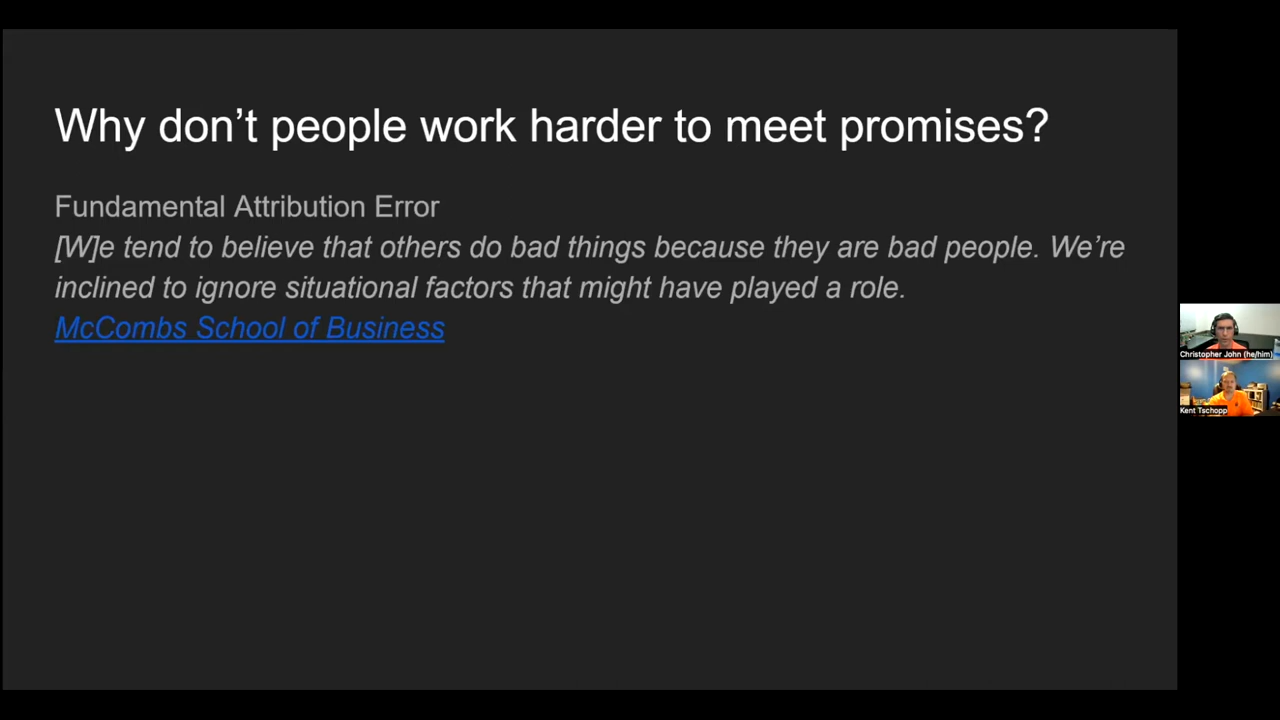 Why don’t people work harder to meet promises?
Fundamental Attribution Error
[W]e tend to believe that others do bad things because they are bad people. We’re
inclined to ignore situational factors that might have played a role.
McCombs School of Business
Christopher John (he/him)
Kent Tschopp